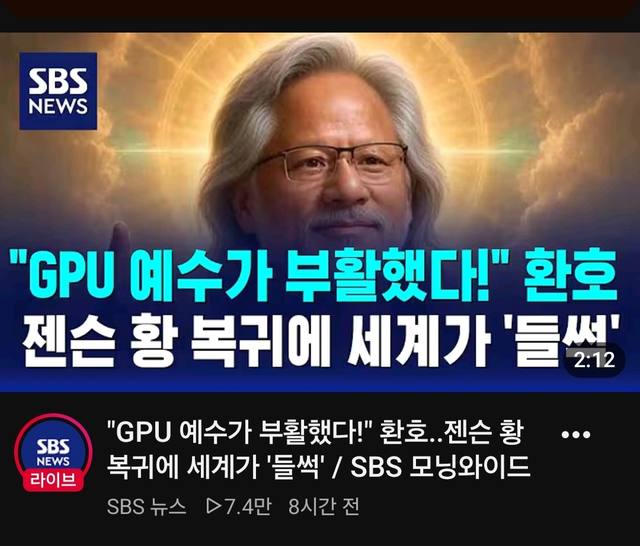 SBS
NEWS
"GPU 예수가 부활했다!" 환호
젠슨 황 복귀에 세계가 '들썩'
2:12
SBS
NEWS
라이브
"GPU 예수가 부활했다!" 환호..젠슨 황
복귀에 세계가 '들썩' / SBS 모닝와이드
SBS 뉴스 ▷7.4만 8시간 전